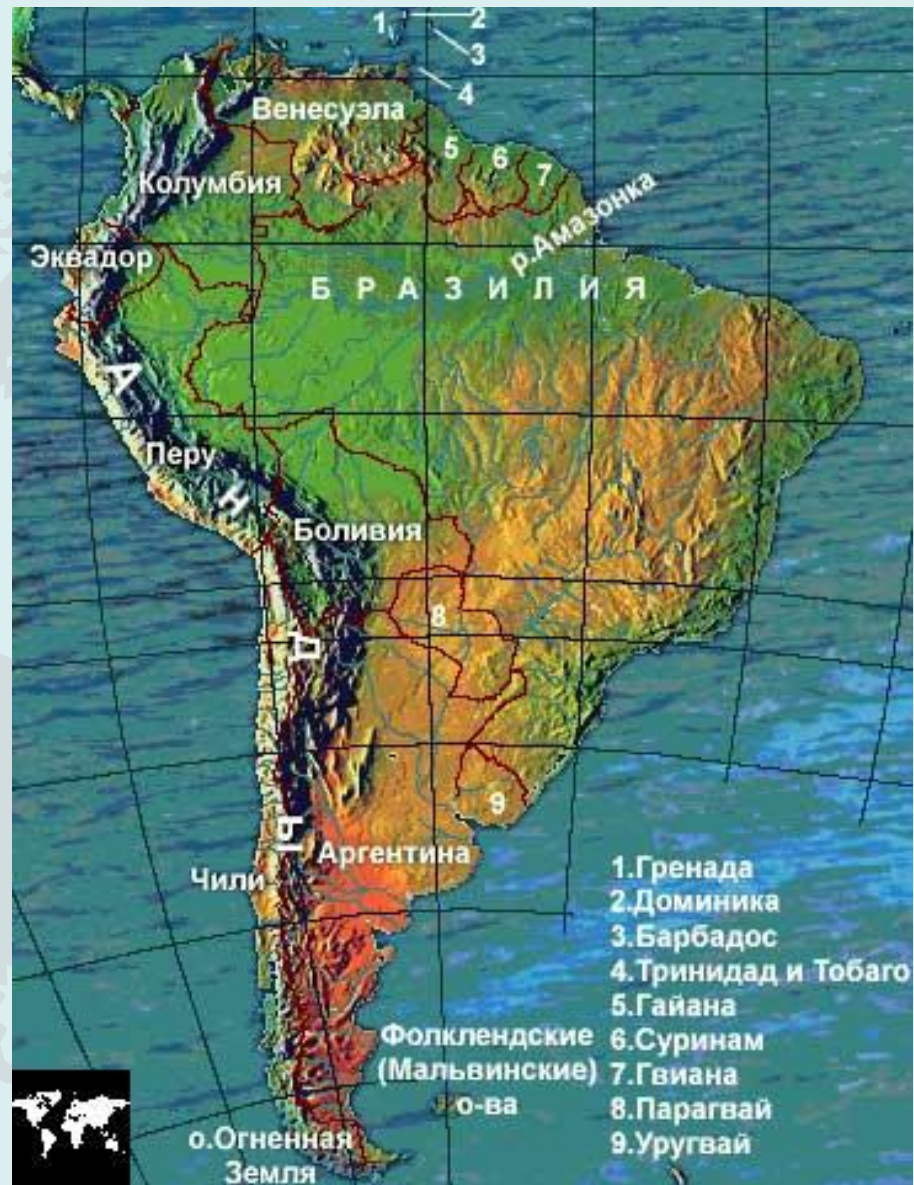 1
2
3
4
Венесуэла
5
6
7
Колумбия
р.Амазонка
Эквадор
БРАЗИЛИЯ
АНДЫ
Перу
Боливия
8
9
Аргентина
Чили
1.Гренада
2.Доминика
3.Барбадос
4.Тринидад и Тобаго
5.Гайана
6.Суринам
7.Гвиана
8.Парагвай
9.Уругвай
Фолклендские
(Мальвинские)
о-ва
о.Огненная
Земля